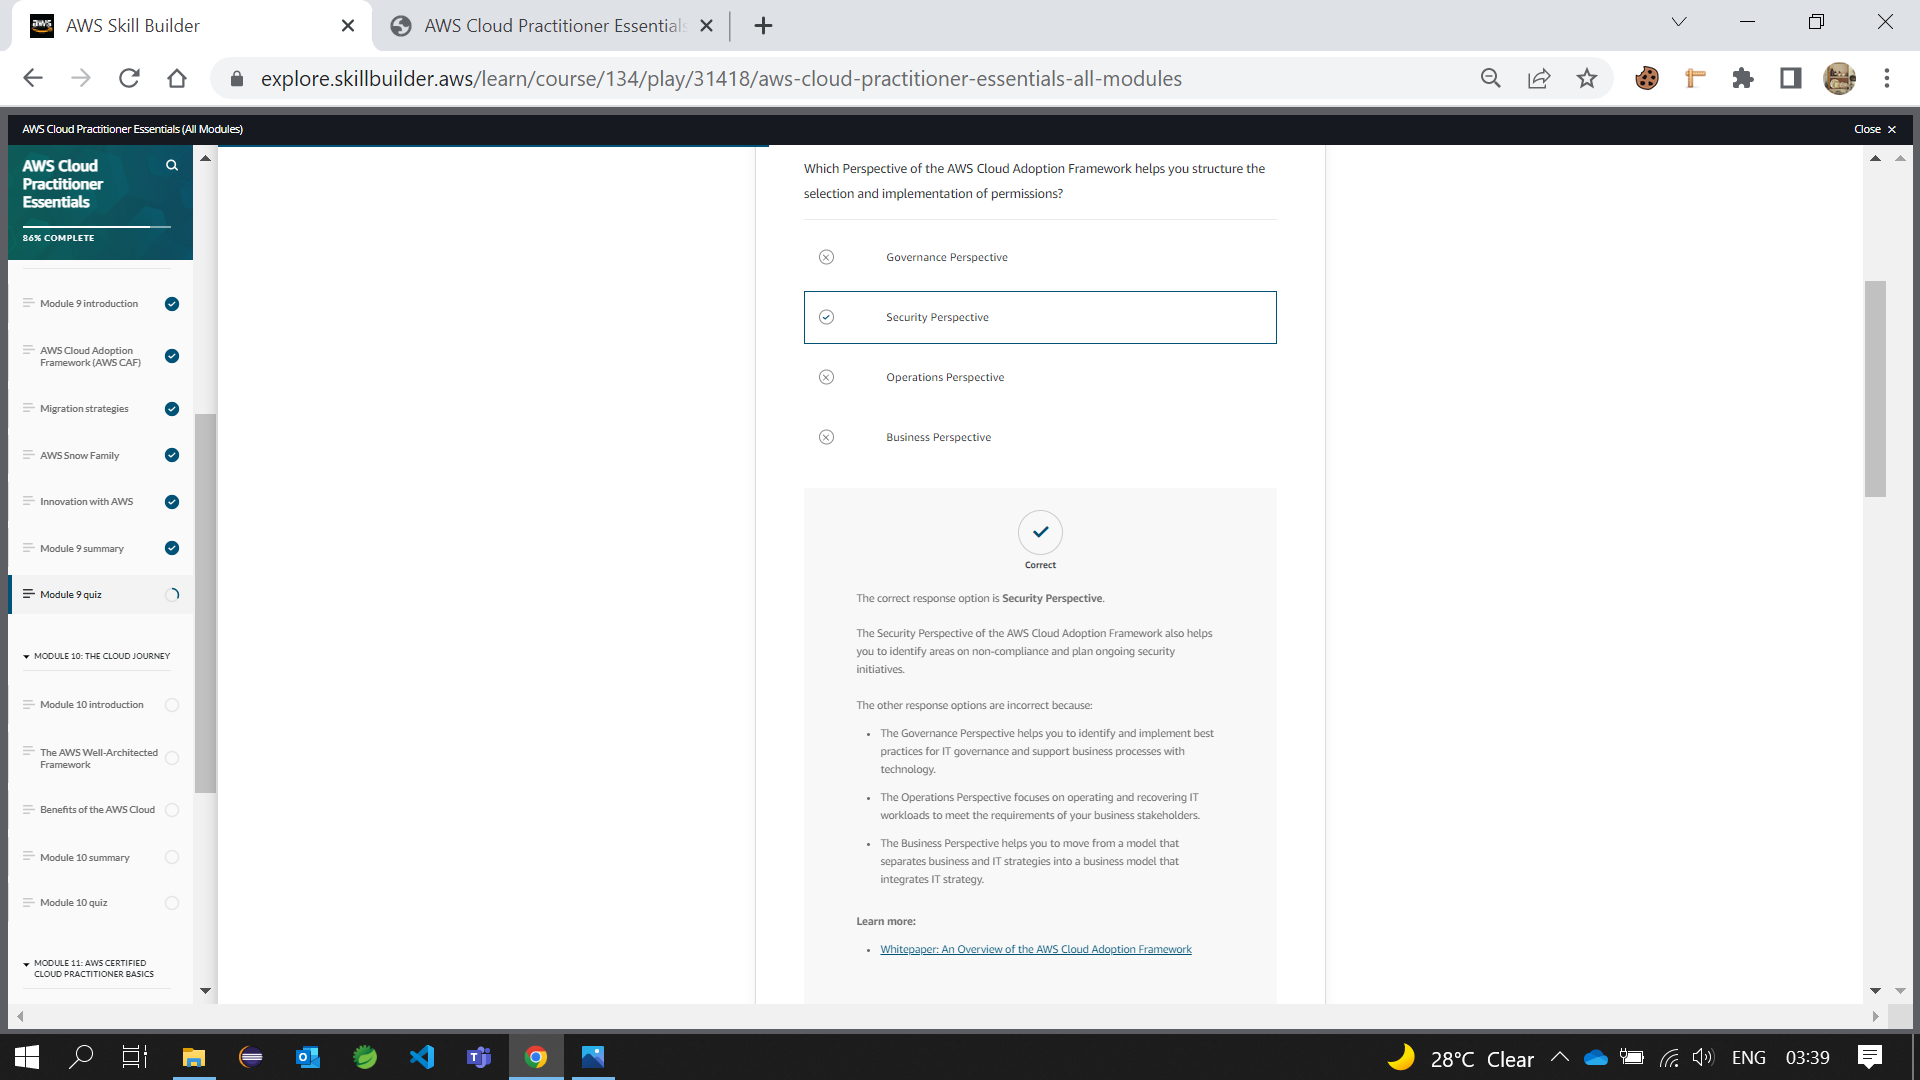 AWS Skill Builder
AWS Cloud Practitioner Essentials
explore.skillbuilder.aws/learn/course/134/play/31418/aws-cloud-practitioner-essentials-all-modules
AWS Cloud Practitioner Essentials (All Modules)
Close
AWS Cloud
Practitioner
Essentials
86% COMPLETE
Module 9 introduction
AWS Cloud Adoption
Framework (AWS CAF)
Migration strategies
AWS Snow Family
Innovation with AWS
Module 9 summary
Module 9 quiz
MODULE 10: THE CLOUD JOURNEY
Module 10 introduction
The AWS Well-Architected
Framework
Benefits of the AWS Cloud
Module 10 summary
Module 10 quiz
MODULE 11: AWS CERTIFIED
CLOUD PRACTITIONER BASICS
Which Perspective of the AWS Cloud Adoption Framework helps you structure the
selection and implementation of permissions?
Governance Perspective
Security Perspective
Operations Perspective
Business Perspective
Correct
The correct response option is Security Perspective.
The Security Perspective of the AWS Cloud Adoption Framework also helps
you to identify areas on non-compliance and plan ongoing security
initiatives.
The other response options are incorrect because:
• The Governance Perspective helps you to identify and implement best
practices for IT governance and support business processes with
technology.
• The Operations Perspective focuses on operating and recovering IT
workloads to meet the requirements of your business stakeholders.
• The Business Perspective helps you to move from a model that
separates business and IT strategies into a business model that
integrates IT strategy.
Learn more:
• Whitepaper: An Overview of the AWS Cloud Adoption Framework
28°C Clear
ENG
03:39